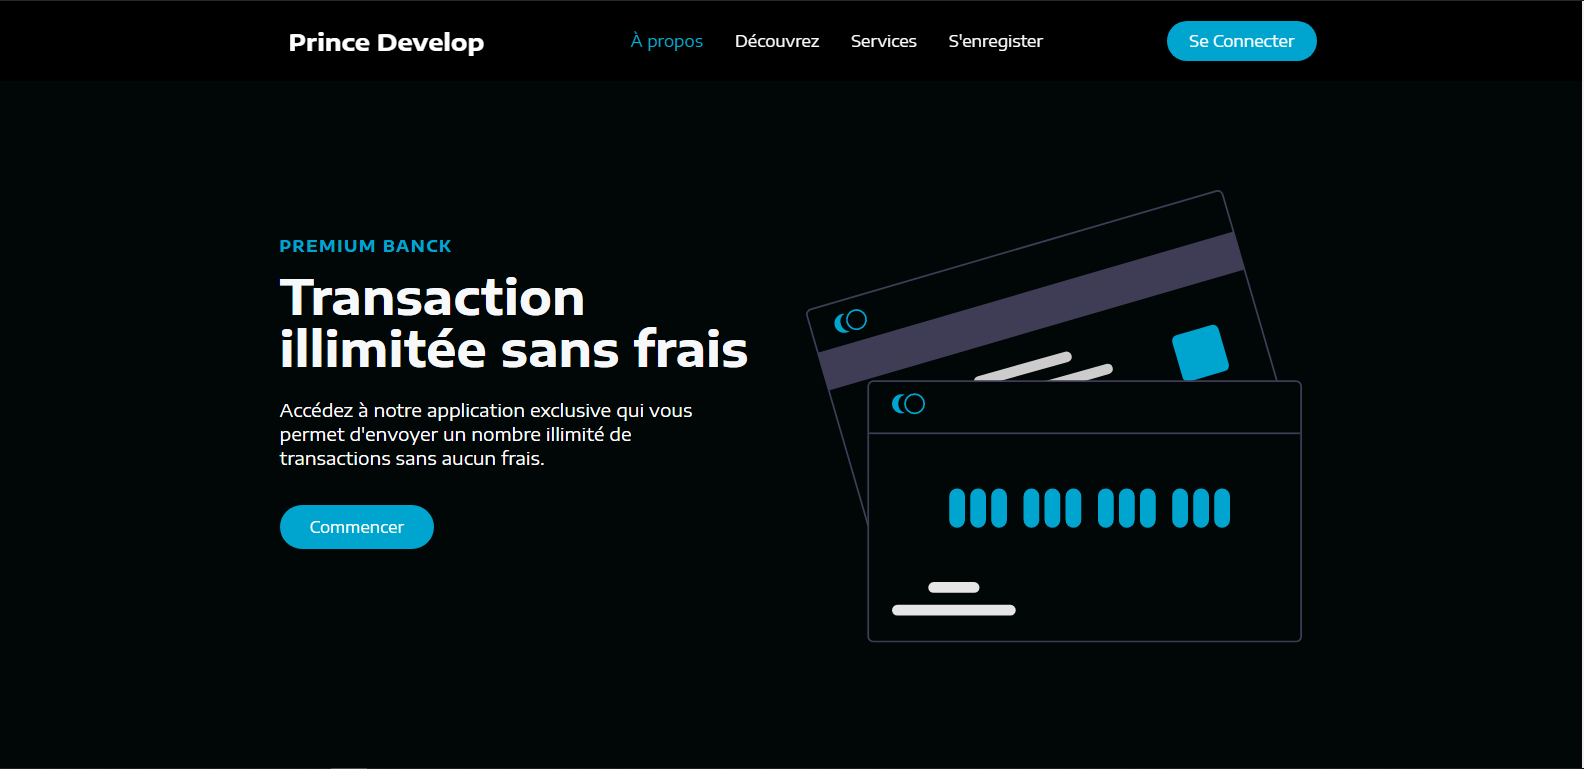 Prince Develop
À propos
Découvrez
Services
S'enregister
Se Connecter
PREMIUM BANCK
Transaction
illimitée sans frais
Accédez à notre application exclusive qui vous
permet d'envoyer un nombre illimité de
transactions sans aucun frais.
Commencer